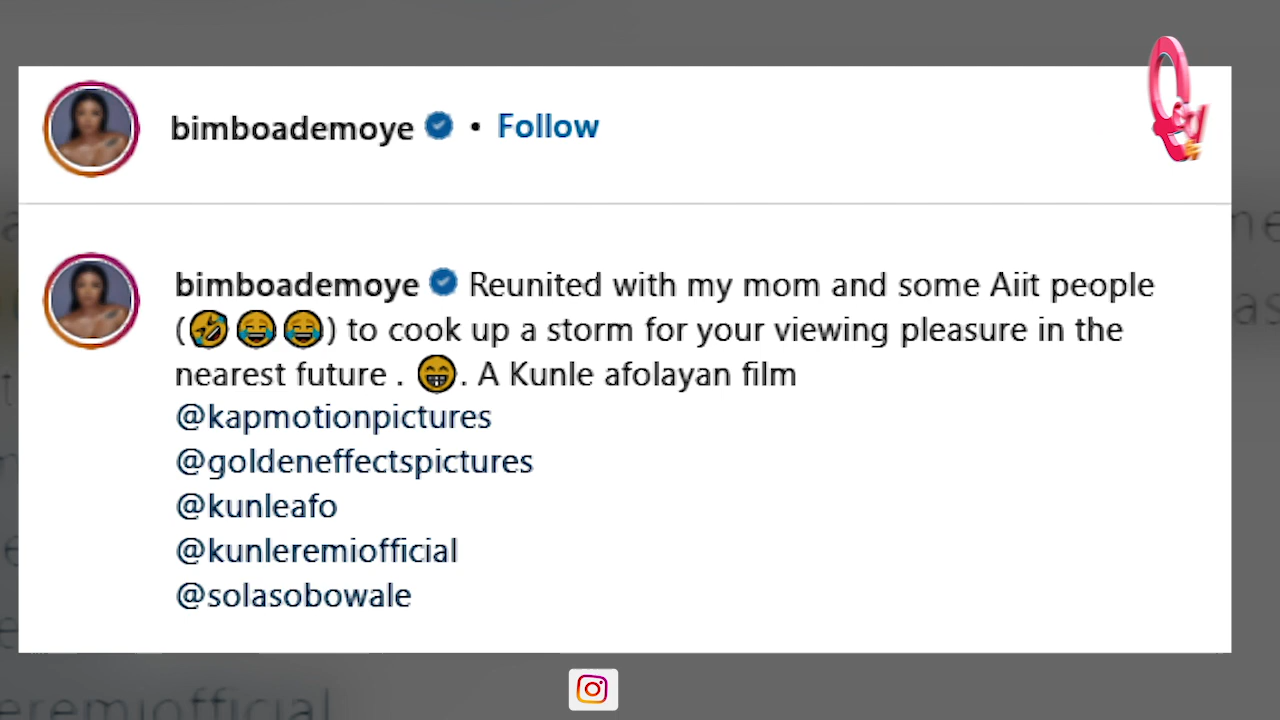 bimboademoye • Follow
bimboademoye Reunited with my mom and some Aiit people
(🤣😂😂) to cook up a storm for your viewing pleasure in the
nearest future . 😁. A Kunle afolayan film
@kapmotionpictures
@goldeneffectspictures
@kunleafo
@kunleremiofficial
@solasobowale
eremiofficial